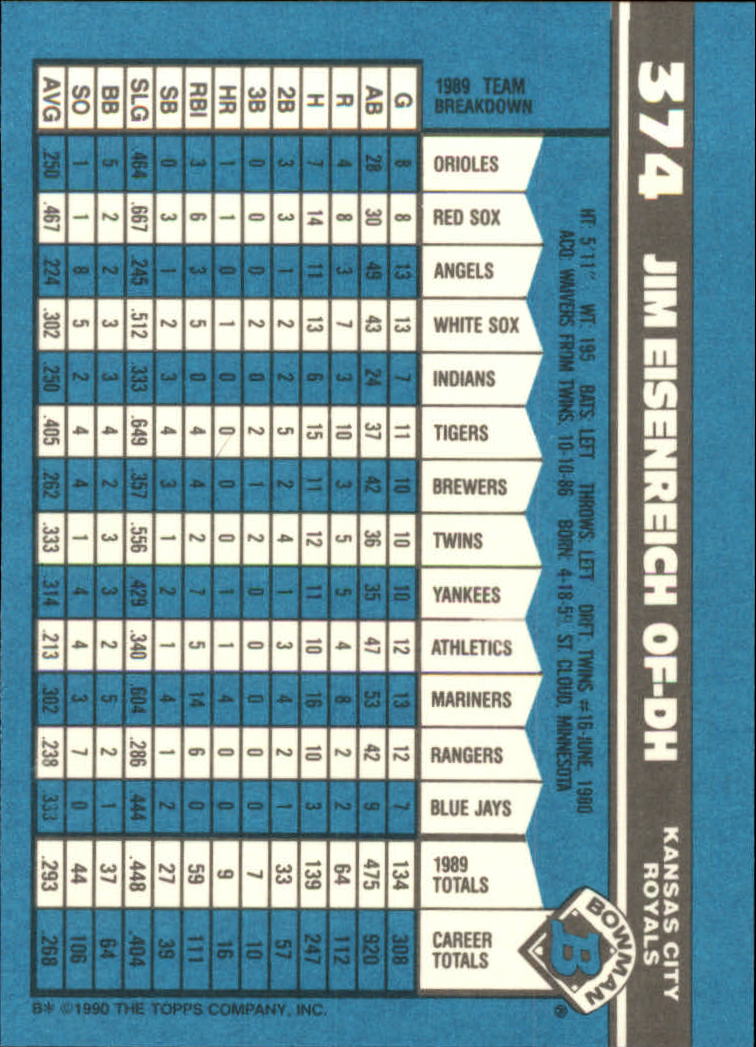 374 JIM EISENREICH OF-DH
KANSAS CITY
ROYALS
HT: 5'11" WT. 195 BATS: LEFT THROWS: LEFT DRFT: TWINS #16-JUNE, 1980
ACQ: WAIVERS FROM TWINS, 10-10-86 BORN: 4-18-59 ST. CLOUD, MINNESOTA
BOWMAN
B
®
1989 TEAM
BREAKDOWN
ORIOLES RED SOX ANGELS WHITE SOX INDIANS TIGERS BREWERS TWINS YANKEES ATHLETICS MARINERS RANGERS BLUE JAYS 1989 TOTALS CAREER TOTALS
G 8 8 13 13 7 11 10 10 10 12 13 12 7 134 308
AB 28 30 49 43 24 37 42 36 35 47 53 42 9 475 920
R 4 8 3 7 3 10 3 5 5 4 8 2 2 64 112
H 7 14 11 13 6 15 11 12 11 10 16 10 3 139 247
2B 3 3 1 2 2 5 2 4 1 3 4 2 1 33 57
3B 0 0 0 2 0 2 1 2 0 0 0 0 0 7 10
HR 1 1 0 1 0 0 0 0 1 1 4 0 0 9 16
RBI 3 6 3 5 0 4 4 2 7 5 14 6 0 59 111
SB 0 3 1 2 3 4 3 1 2 1 4 1 2 27 39
SLG .464 .667 .245 .512 .333 .649 .357 .556 .429 .340 .604 .286 .444 .448 .404
BB 5 2 2 3 3 4 2 3 3 2 5 2 1 37 64
SO 1 1 8 5 2 4 4 1 4 4 3 7 0 44 106
AVG .250 .467 .224 .302 .250 .405 .262 .333 .314 .213 .302 .238 .333 .293 .268
B* ©1990 THE TOPPS COMPANY, INC.